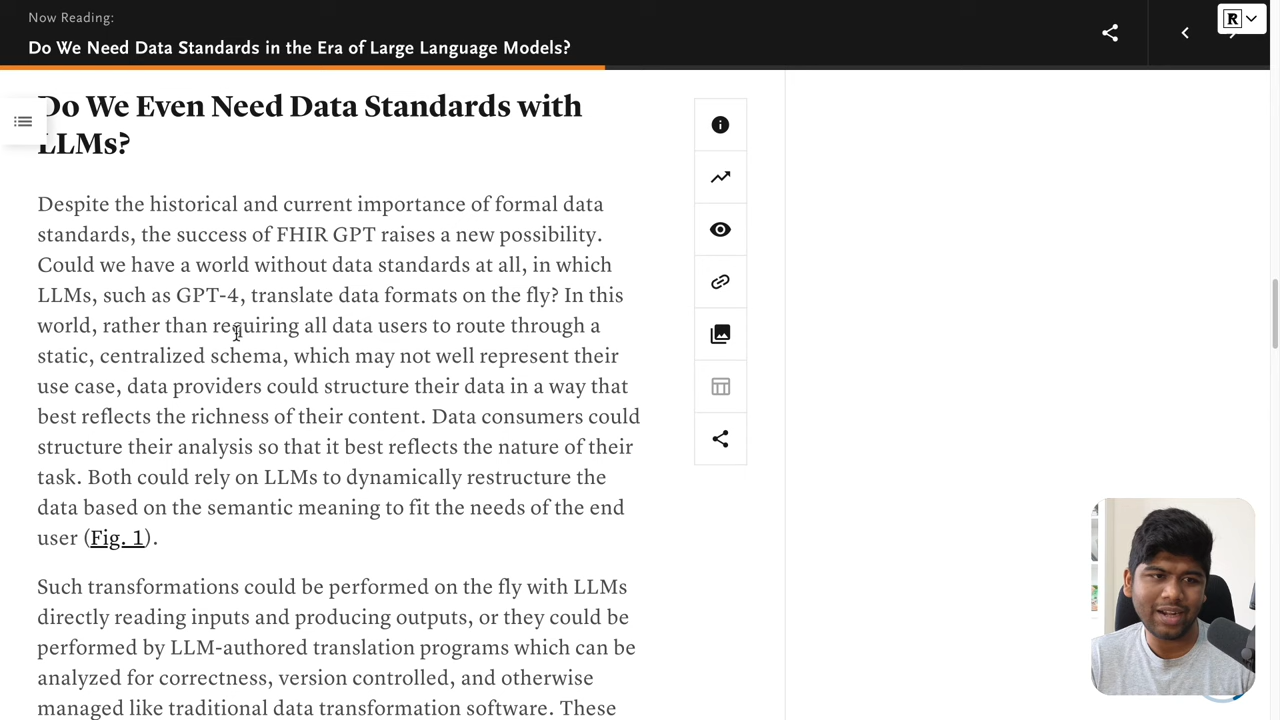 Now Reading:
Do We Need Data Standards in the Era of Large Language Models?
R
Do We Even Need Data Standards with
LLMs?
Despite the historical and current importance of formal data
standards, the success of FHIR GPT raises a new possibility.
Could we have a world without data standards at all, in which
LLMs, such as GPT-4, translate data formats on the fly? In this
world, rather than requiring all data users to route through a
static, centralized schema, which may not well represent their
use case, data providers could structure their data in a way that
best reflects the richness of their content. Data consumers could
structure their analysis so that it best reflects the nature of their
task. Both could rely on LLMs to dynamically restructure the
data based on the semantic meaning to fit the needs of the end
user (Fig. 1).
Such transformations could be performed on the fly with LLMs
directly reading inputs and producing outputs, or they could be
performed by LLM-authored translation programs which can be
analyzed for correctness, version controlled, and otherwise
managed like traditional data transformation software. These